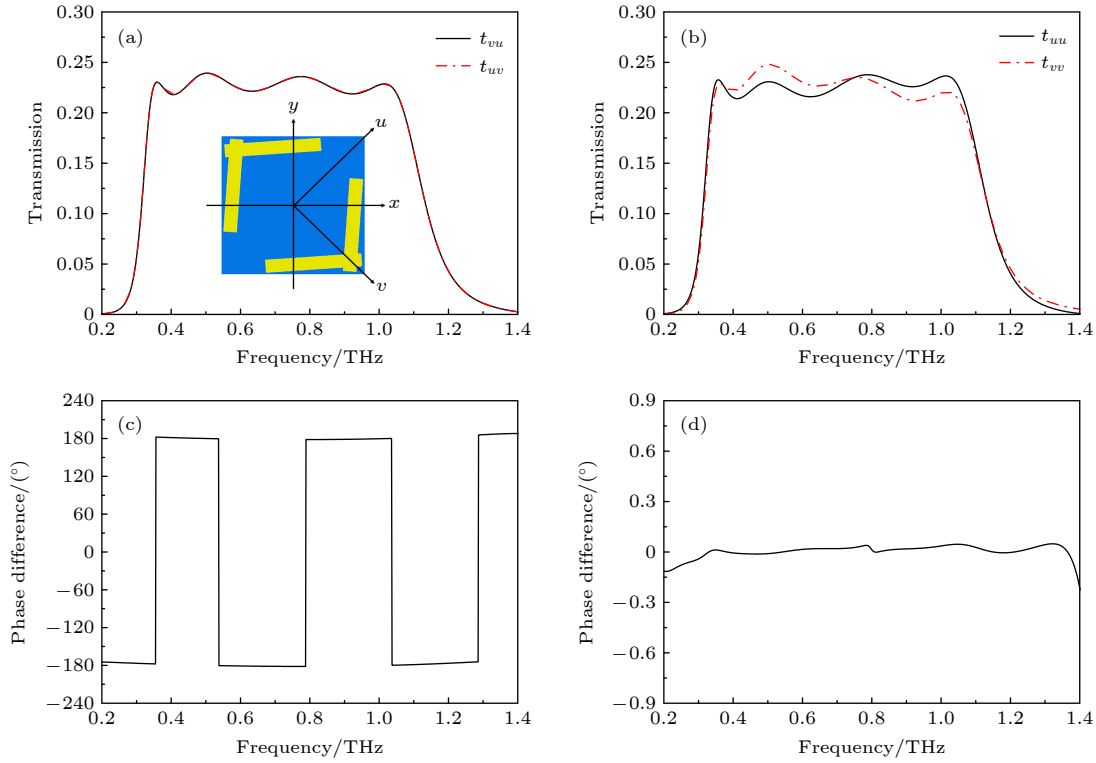 (a)
t_vu
t_uv
0.30
0.25
0.20
0.15
0.10
0.05
0
Transmission
y
u
x
v
0.2 0.4 0.6 0.8 1.0 1.2 1.4
Frequency/THz
(b)
t_uu
t_vv
0.30
0.25
0.20
0.15
0.10
0.05
0
Transmission
0.2 0.4 0.6 0.8 1.0 1.2 1.4
Frequency/THz
(c)
240
180
120
60
0
−60
−120
−180
−240
Phase difference/(°)
0.2 0.4 0.6 0.8 1.0 1.2 1.4
Frequency/THz
(d)
0.9
0.6
0.3
0
−0.3
−0.6
−0.9
Phase difference/(°)
0.2 0.4 0.6 0.8 1.0 1.2 1.4
Frequency/THz